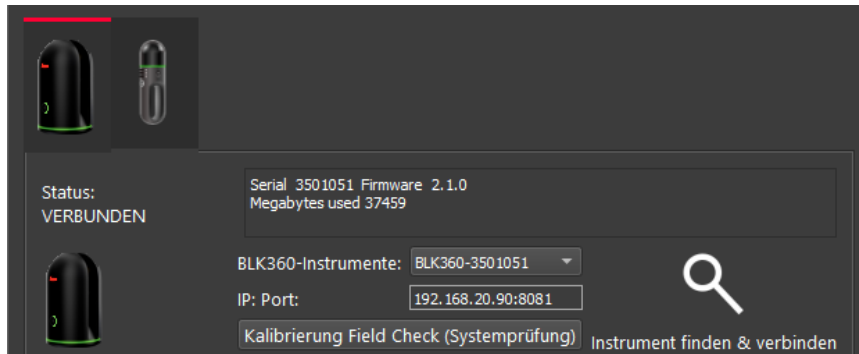 Status:
VERBUNDEN
Serial 3501051 Firmware 2.1.0
Megabytes used 37459
BLK360-Instrumente: BLK360-3501051
IP: Port: 192.168.20.90:8081
Kalibrierung Field Check (Systemprüfung)
Instrument finden & verbinden